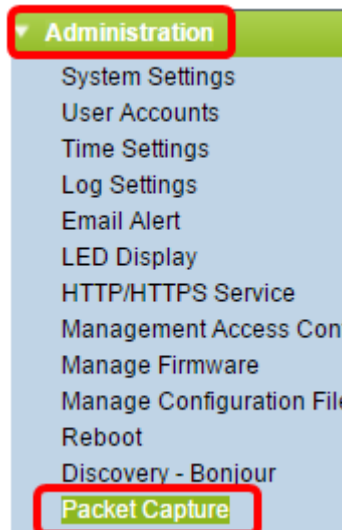 Administration
System Settings
User Accounts
Time Settings
Log Settings
Email Alert
LED Display
HTTP/HTTPS Service
Management Access Con
Manage Firmware
Manage Configuration File
Reboot
Discovery - Bonjour
Packet Capture